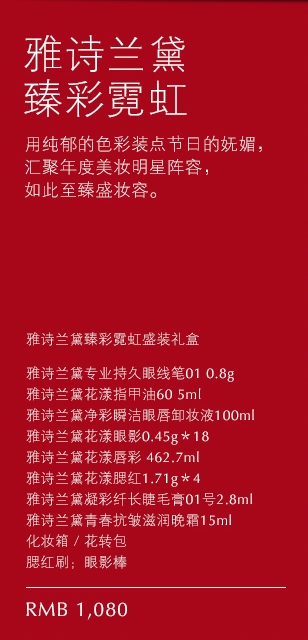 雅诗兰黛
臻彩霓虹
用纯郁的色彩装点节日的妩媚，
汇聚年度美妆明星阵容，
如此至臻盛妆容。
雅诗兰黛臻彩霓虹盛装礼盒
雅诗兰黛专业持久眼线笔01 0.8g
雅诗兰黛花漾指甲油60 5ml
雅诗兰黛净彩瞬洁眼唇卸妆液100ml
雅诗兰黛花漾眼影0.45g＊18
雅诗兰黛花漾唇彩 462.7ml
雅诗兰黛花漾腮红1.71g＊4
雅诗兰黛凝彩纤长睫毛膏01号2.8ml
雅诗兰黛青春抗皱滋润晚霜15ml
化妆箱 / 花转包
腮红刷；眼影棒
RMB 1,080